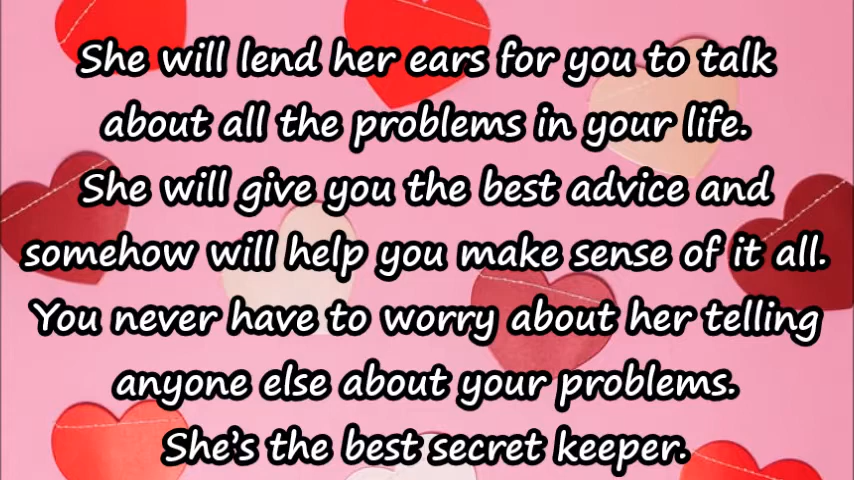 She will lend her ears for you to talk
about all the problems in your life.
She will give you the best advice and
somehow will help you make sense of it all.
You never have to worry about her telling
anyone else about your problems.
She's the best secret keeper.